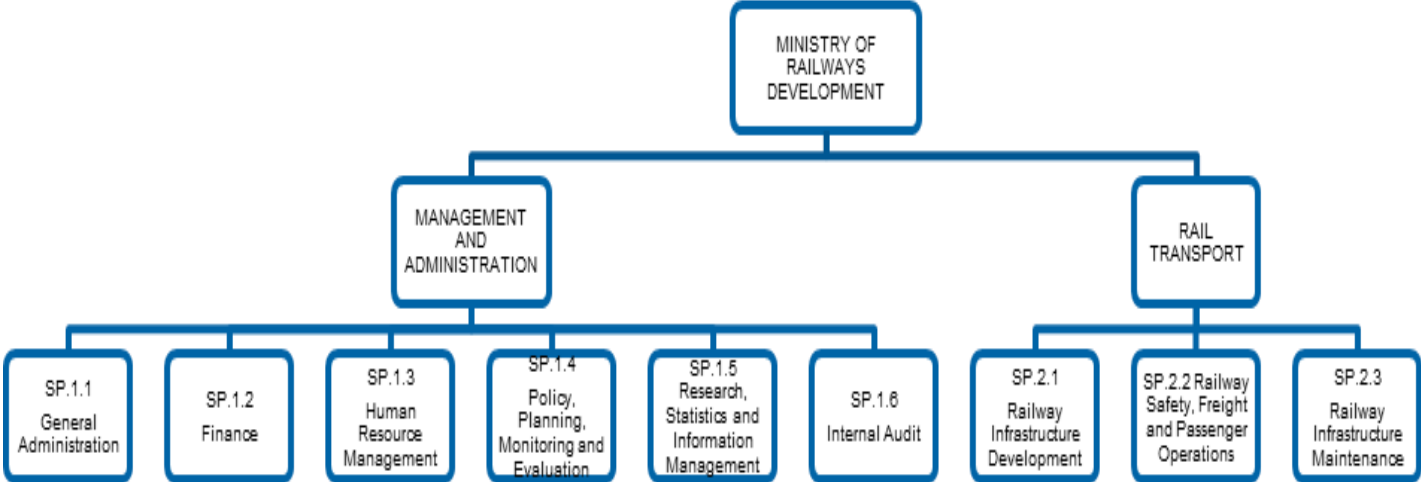 MINISTRY OF
RAILWAYS
DEVELOPMENT
MANAGEMENT
AND
ADMINISTRATION
RAIL
TRANSPORT
SP.1.1
General
Administration
SP.1.2
Finance
SP.1.3
Human
Resource
Management
SP.1.4
Policy,
Planning,
Monitoring and
Evaluation
SP.1.5
Research,
Statistics and
Information
Management
SP.1.6
Internal Audit
SP.2.1
Railway
Infrastructure
Development
SP.2.2 Railway
Safety, Freight
and Passenger
Operations
SP.2.3
Railway
Infrastructure
Maintenance